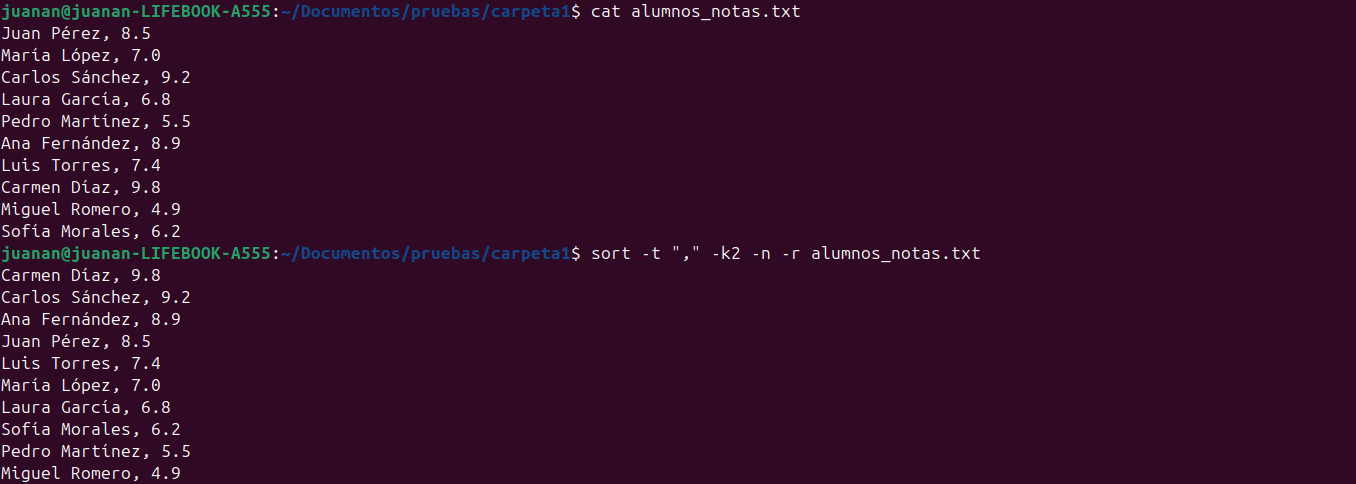 juanan@juanan-LIFEBOOK-A555:~/Documentos/pruebas/carpeta1$ cat alumnos_notas.txt
Juan Pérez, 8.5
María López, 7.0
Carlos Sánchez, 9.2
Laura García, 6.8
Pedro Martínez, 5.5
Ana Fernández, 8.9
Luis Torres, 7.4
Carmen Díaz, 9.8
Miguel Romero, 4.9
Sofía Morales, 6.2
juanan@juanan-LIFEBOOK-A555:~/Documentos/pruebas/carpeta1$ sort -t "," -k2 -n -r alumnos_notas.txt
Carmen Díaz, 9.8
Carlos Sánchez, 9.2
Ana Fernández, 8.9
Juan Pérez, 8.5
Luis Torres, 7.4
María López, 7.0
Laura García, 6.8
Sofía Morales, 6.2
Pedro Martínez, 5.5
Miguel Romero, 4.9